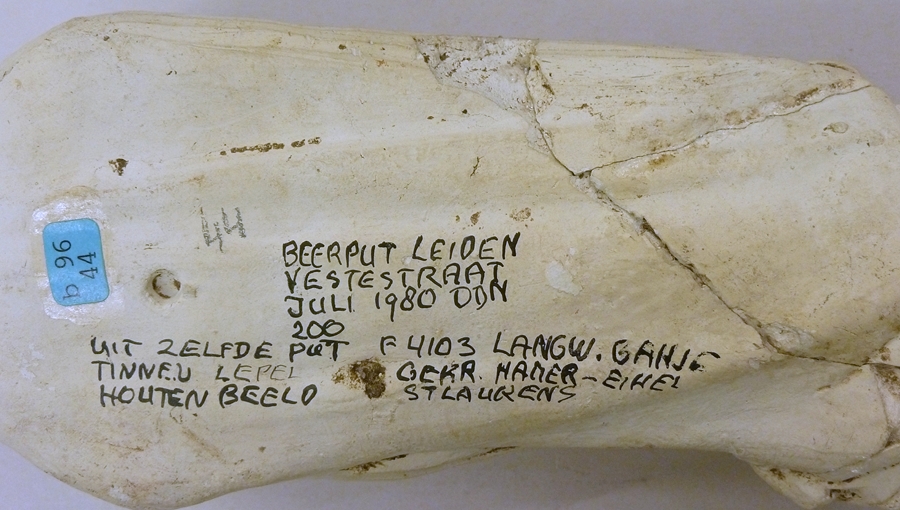 b 96
44
BEERPUT LEIDEN
VESTESTRAAT
JULI 1980 DDN
200
UIT ZELFDE PUT
TINNEN LEPEL
HOUTEN BEELD
F 4103 LANGW. GANJE
GEKR. HAMER-EIKEL
ST LAURENS